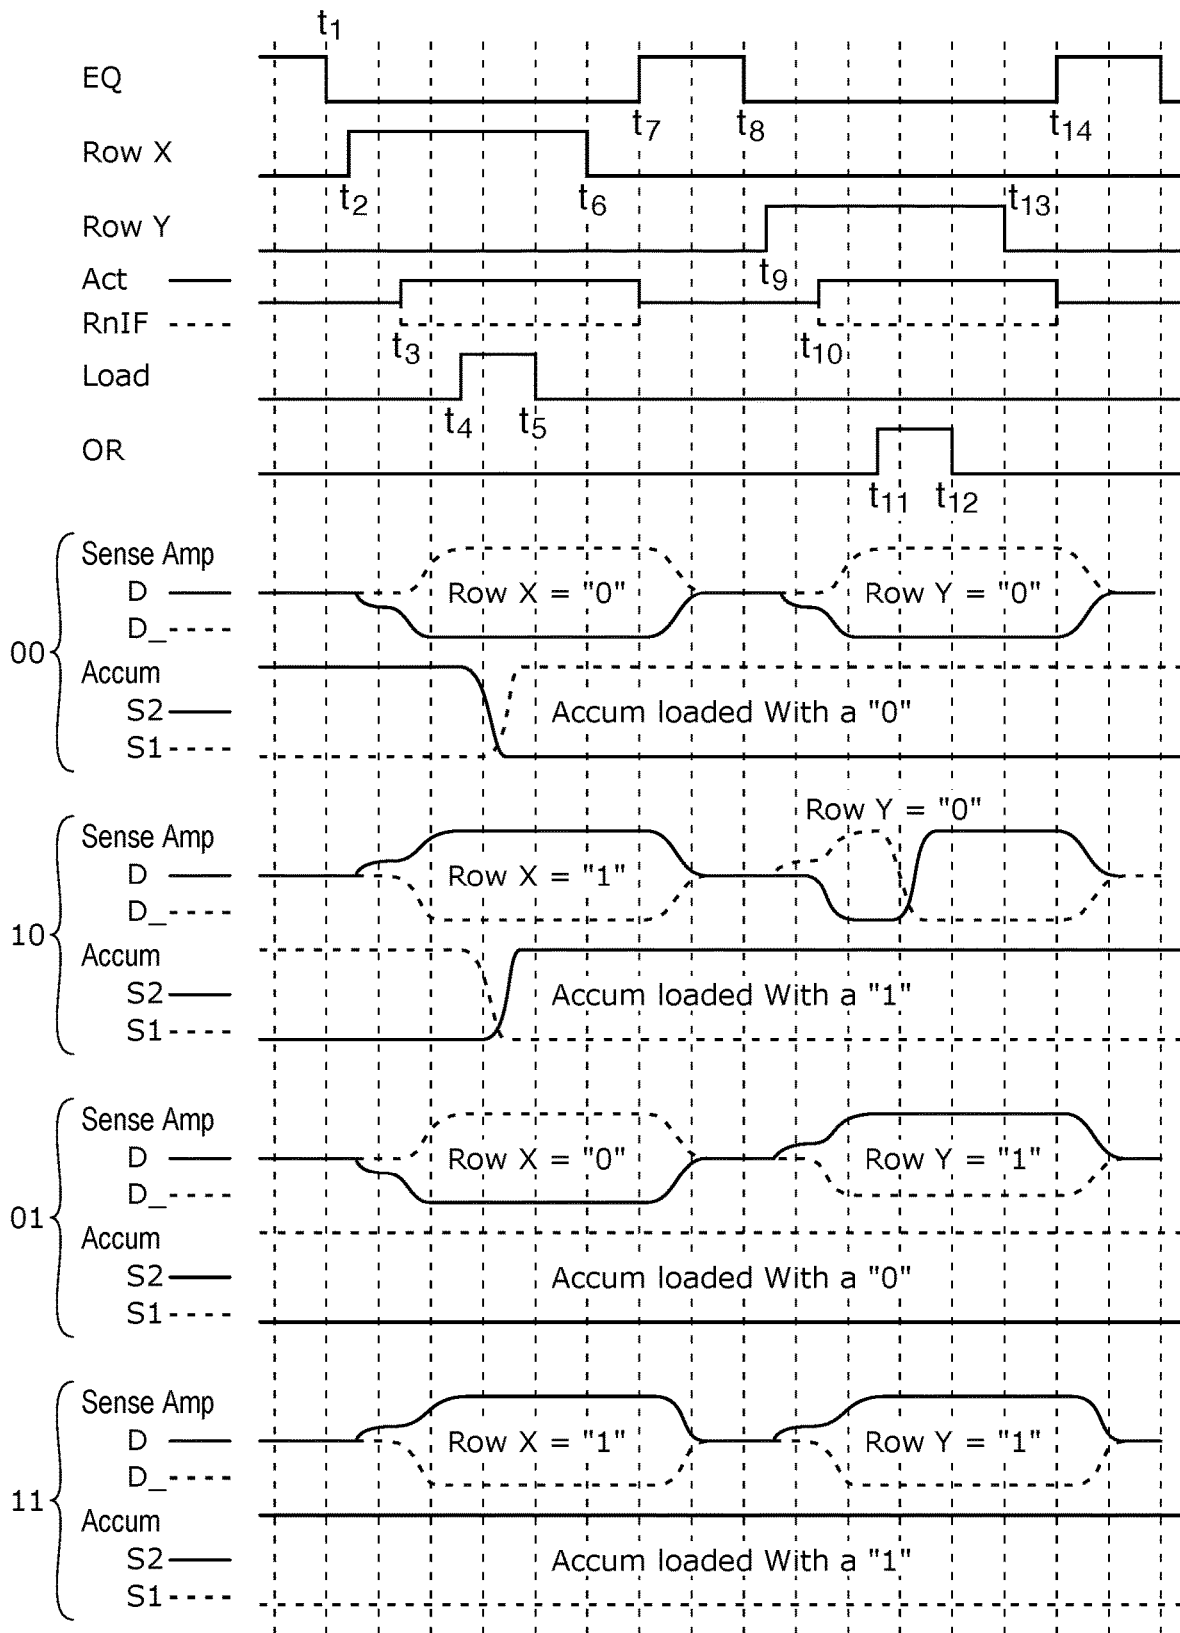 t1
EQ
t7 t8 t14
Row X
t2 t6 t13
Row Y
t9
Act
RnIF
t3 t10
Load
t4 t5
OR
t11 t12
00
Sense Amp
D
D_
Row X = "0" Row Y = "0"
Accum
S2
S1
Accum loaded With a "0"
10
Row Y = "0"
Sense Amp
D
D_
Row X = "1"
Accum
S2
S1
Accum loaded With a "1"
01
Sense Amp
D
D_
Row X = "0" Row Y = "1"
Accum
S2
S1
Accum loaded With a "0"
11
Sense Amp
D
D_
Row X = "1" Row Y = "1"
Accum
S2
S1
Accum loaded With a "1"